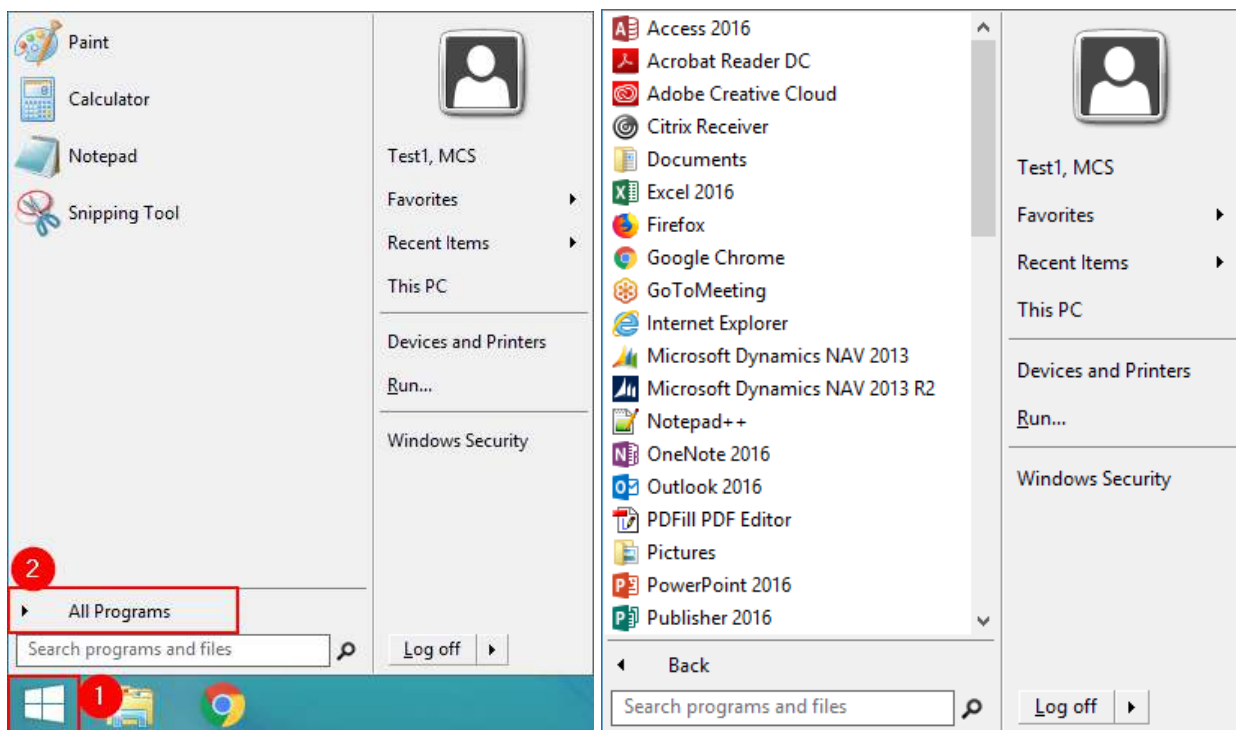 Paint
Calculator
Notepad
Snipping Tool
2
All Programs
Search programs and files
1
Test1, MCS
Favorites
Recent Items
This PC
Devices and Printers
Run...
Windows Security
Log off
Access 2016
Acrobat Reader DC
Adobe Creative Cloud
Citrix Receiver
Documents
Excel 2016
Firefox
Google Chrome
GoToMeeting
Internet Explorer
Microsoft Dynamics NAV 2013
Microsoft Dynamics NAV 2013 R2
Notepad++
OneNote 2016
Outlook 2016
PDFill PDF Editor
Pictures
PowerPoint 2016
Publisher 2016
Back
Search programs and files
Test1, MCS
Favorites
Recent Items
This PC
Devices and Printers
Run...
Windows Security
Log off